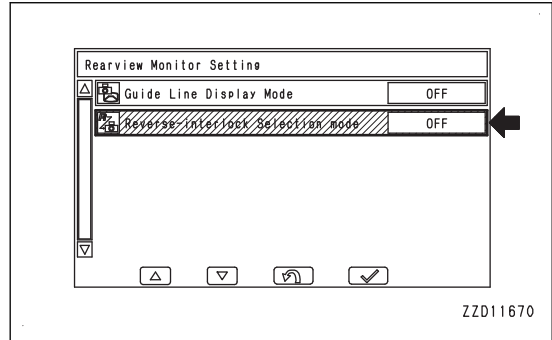 Rearview Monitor Setting
Guide Line Display Mode OFF
Reverse-interlock Selection mode OFF
ZZD11670